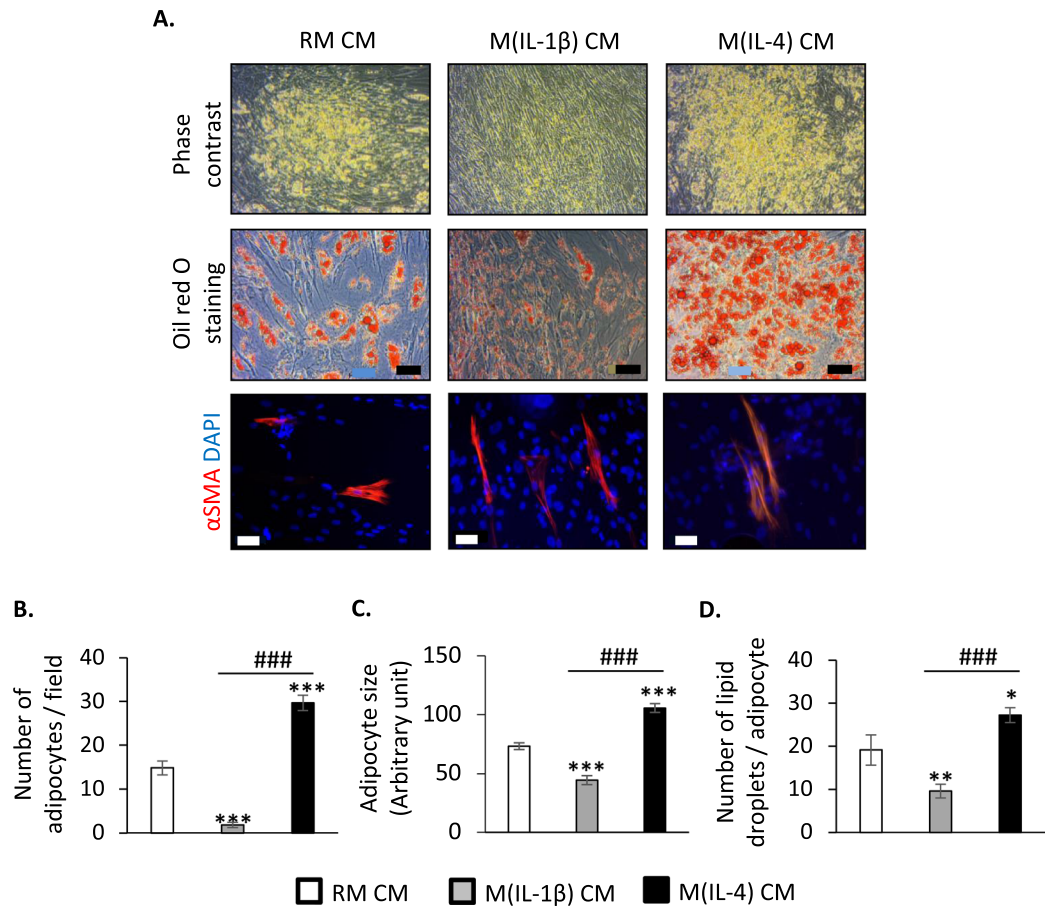 A.
RM CM
M(IL-1β) CM
M(IL-4) CM
Phase
contrast
Oil red O
staining
αSMA DAPI
B.
Number of
adipocytes / field
40
30
20
10
0
###
***
***
C.
Adipocyte size
(Arbitrary unit)
150
100
50
0
###
***
***
D.
Number of lipid
droplets / adipocyte
40
30
20
10
0
###
**
*
RM CM
M(IL-1β) CM
M(IL-4) CM